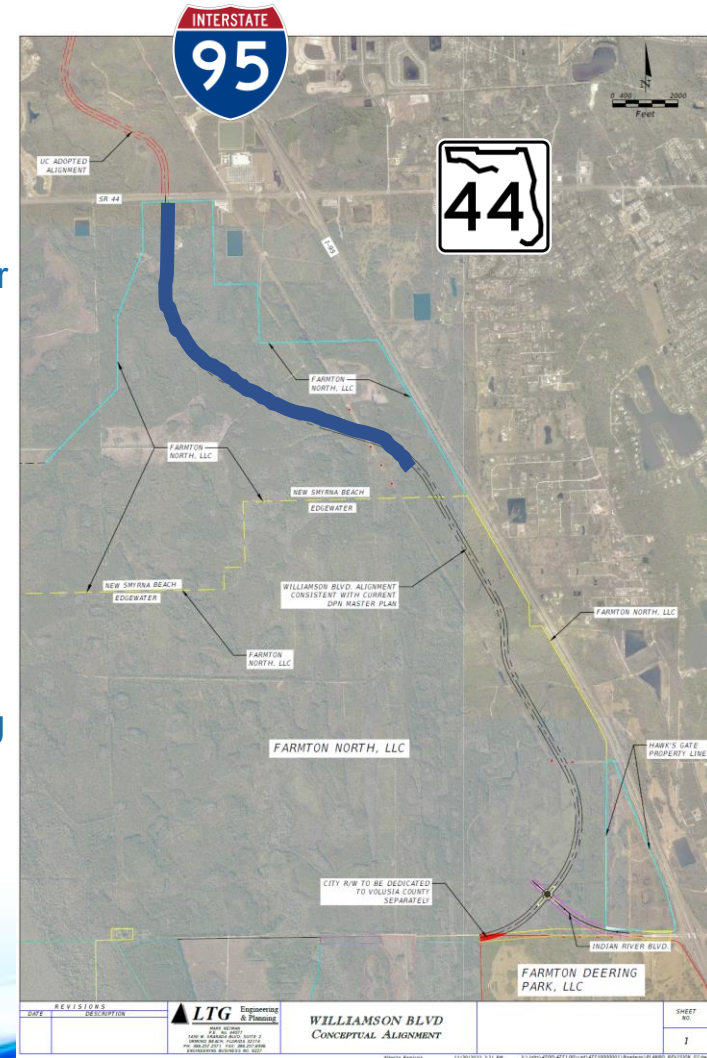 INTERSTATE
95
N
0 400 2000
Feet
UC ADOPTED
ALIGNMENT
44
SR 44
I-95
r
FARMTON
NORTH, LLC
FARMTON
NORTH, LLC
NEW SMYRNA BEACH
EDGEWATER
NEW SMYRNA BEACH
EDGEWATER
WILLIAMSON BLVD. ALIGNMENT
CONSISTENT WITH CURRENT
DPN MASTER PLAN
FARMTON NORTH, LLC
FARMTON
NORTH, LLC
g
FARMTON NORTH, LLC
HAWK'S GATE
PROPERTY LINE
CITY R/W TO BE DEDICATED
TO VOLUSIA COUNTY
SEPARATELY
INDIAN RIVER BLVD.
FARMTON DEERING
PARK, LLC
REVISIONS
DATE DESCRIPTION
LTG Engineering
& Planning
WILLIAMSON BLVD
CONCEPTUAL ALIGNMENT
SHEET
NO.
1